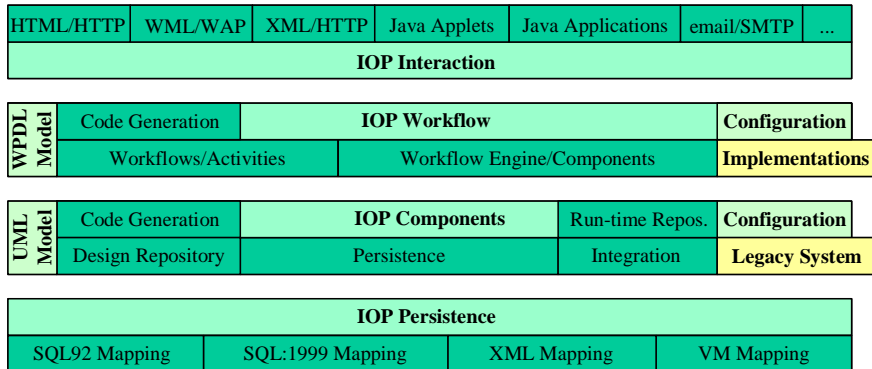 HTML/HTTP WML/WAP XML/HTTP Java Applets Java Applications email/SMTP ...
IOP Interaction
WPDL Model
Code Generation IOP Workflow Configuration
Workflows/Activities Workflow Engine/Components Implementations
UML Model
Code Generation IOP Components Run-time Repos. Configuration
Design Repository Persistence Integration Legacy System
IOP Persistence
SQL92 Mapping SQL:1999 Mapping XML Mapping VM Mapping